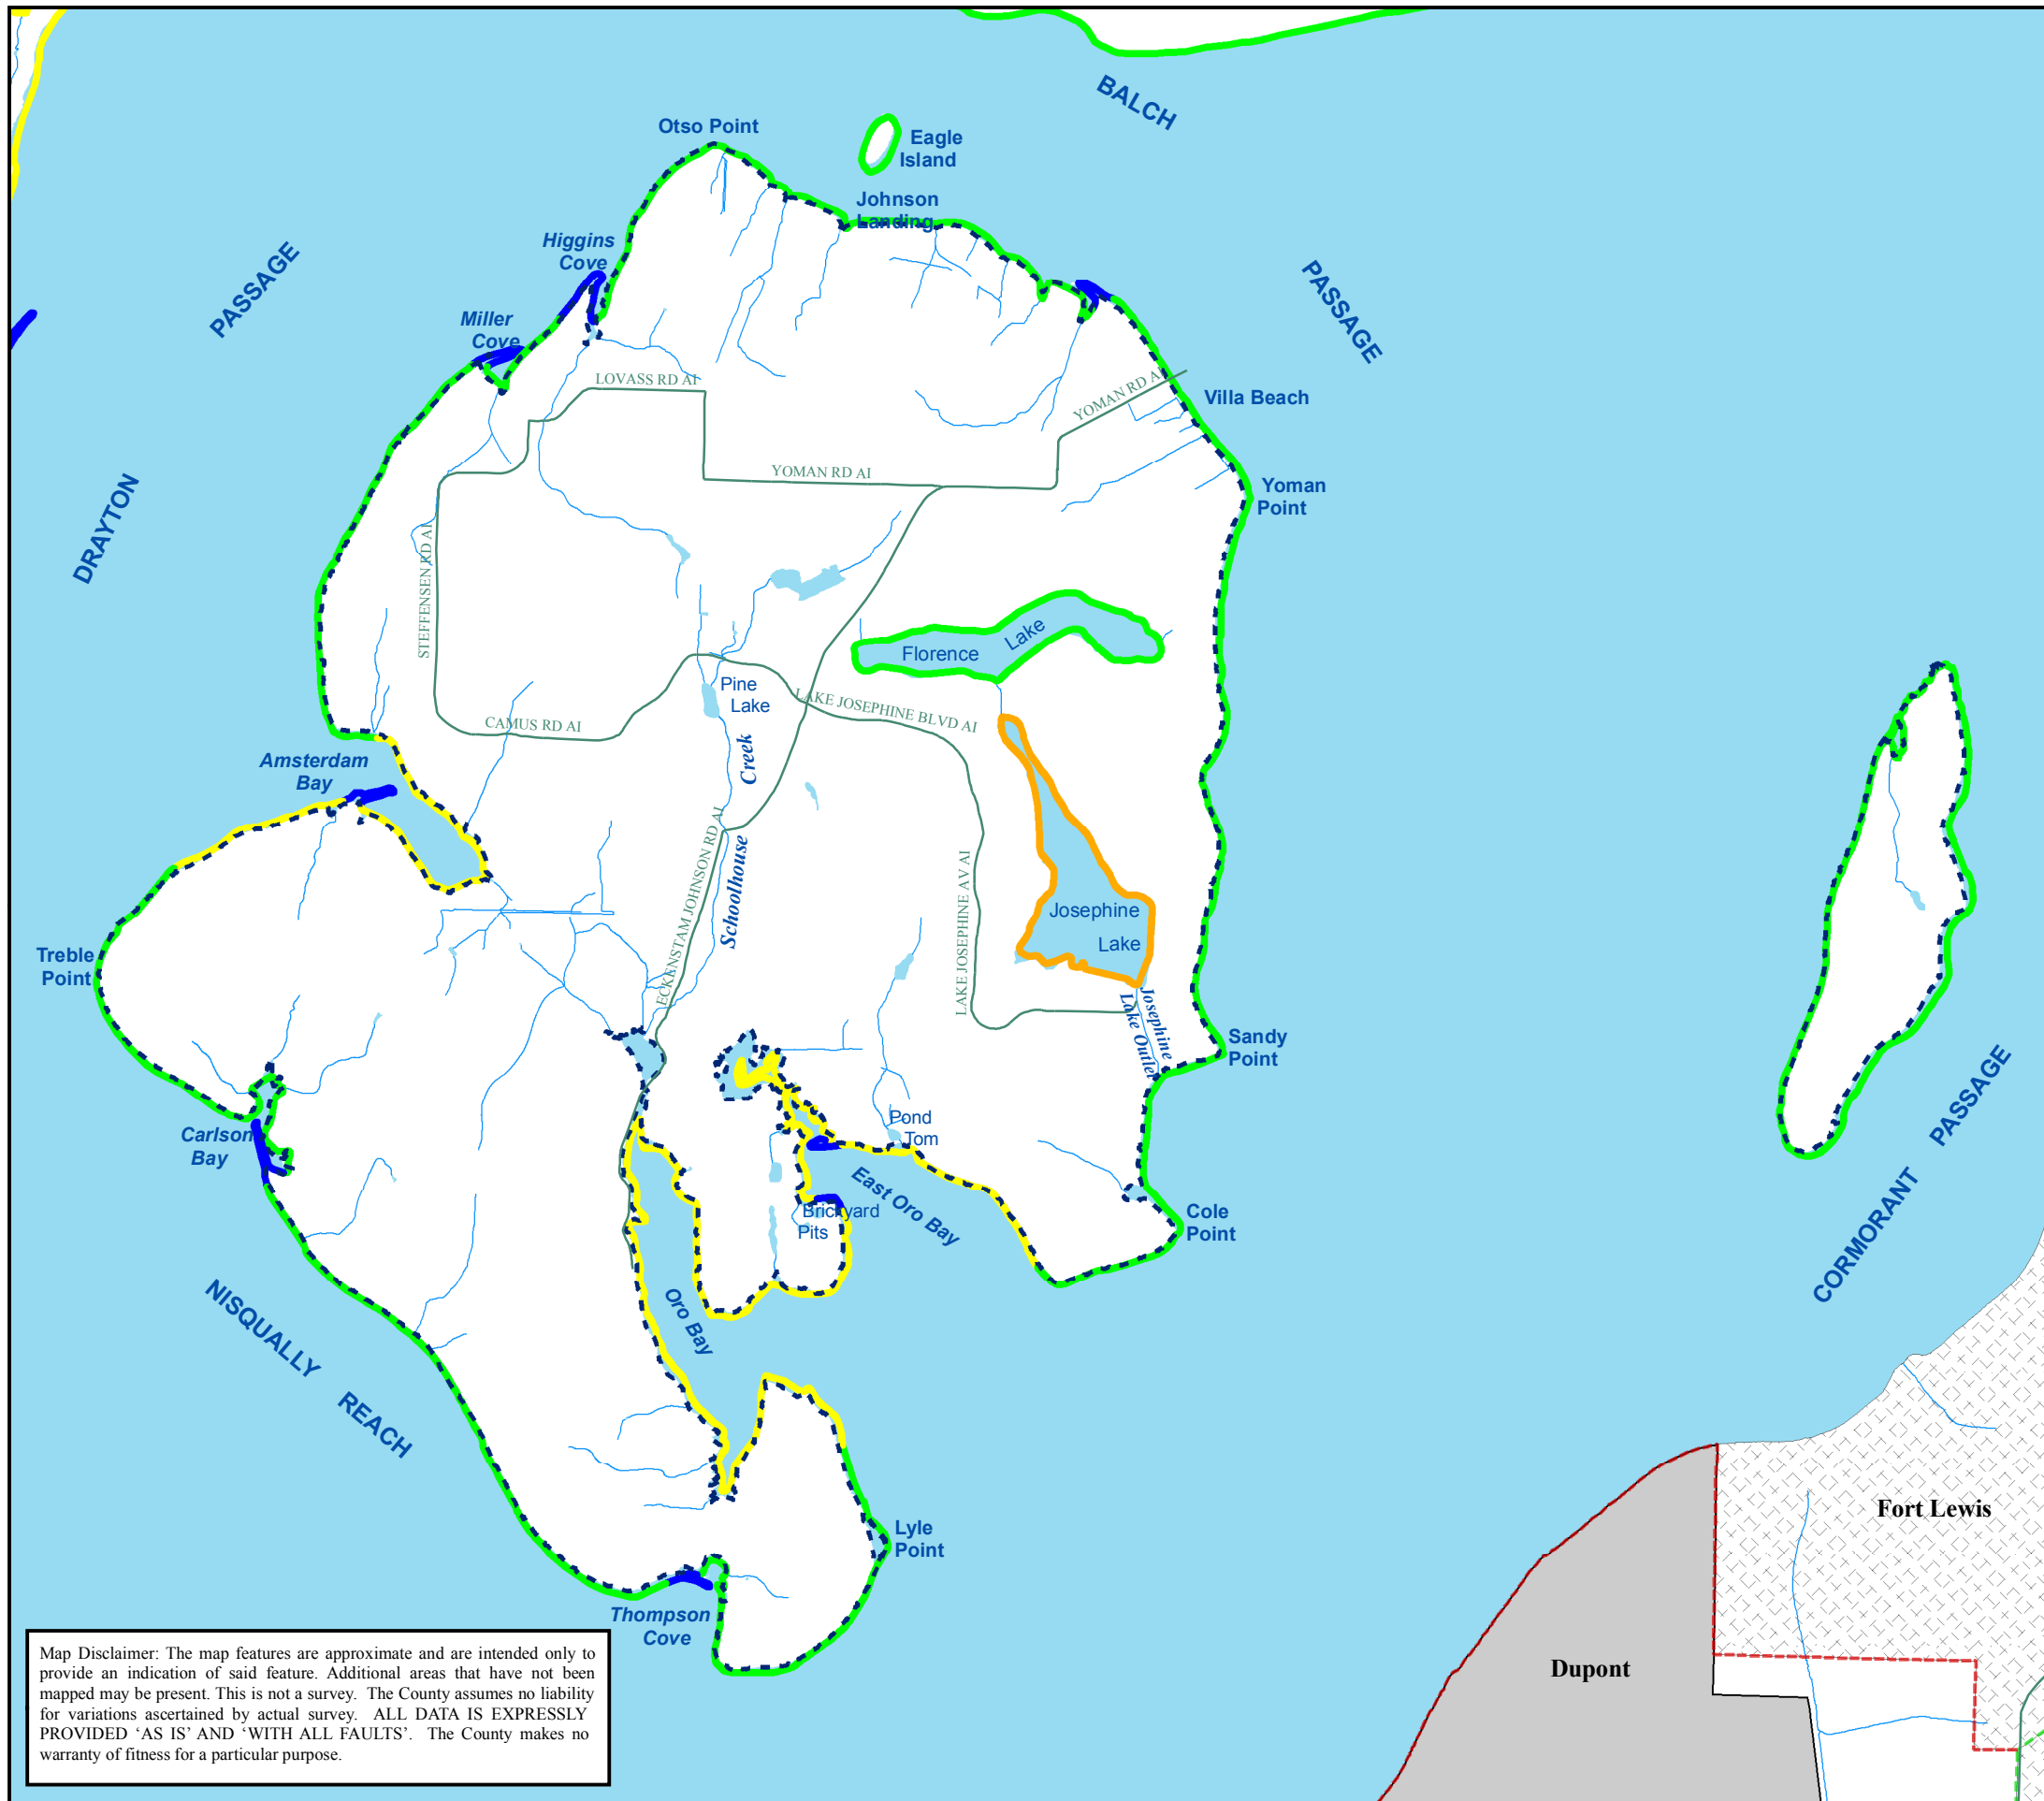 BALCH
PASSAGE
Otso Point
Eagle
Island
Johnson
Landing
Higgins
Cove
PASSAGE
DRAYTON
Miller
Cove
LOVASS RD AI
YOMAN RD AI
Villa Beach
YOMAN RD AI
Yoman
Point
STEFFENSEN RD AI
Florence
Lake
Pine
Lake
LAKE JOSEPHINE BLVD AI
CAMUS RD AI
Amsterdam
Bay
Schoolhouse
Creek
ECKENSTAM JOHNSON RD AI
LAKE JOSEPHINE AV AI
Josephine
Lake
Treble
Point
Josephine
Lake Outlet
Sandy
Point
Carlson
Bay
Pond
Tom
East Oro Bay
Brickyard
Pits
Cole
Point
CORMORANT
PASSAGE
Oro Bay
NISQUALLY
REACH
Lyle
Point
Fort Lewis
Thompson
Cove
Dupont
Map Disclaimer: The map features are approximate and are intended only to
provide an indication of said feature. Additional areas that have not been
mapped may be present. This is not a survey. The County assumes no liability
for variations ascertained by actual survey. ALL DATA IS EXPRESSLY
PROVIDED ‘AS IS’ AND ‘WITH ALL FAULTS’. The County makes no
warranty of fitness for a particular purpose.